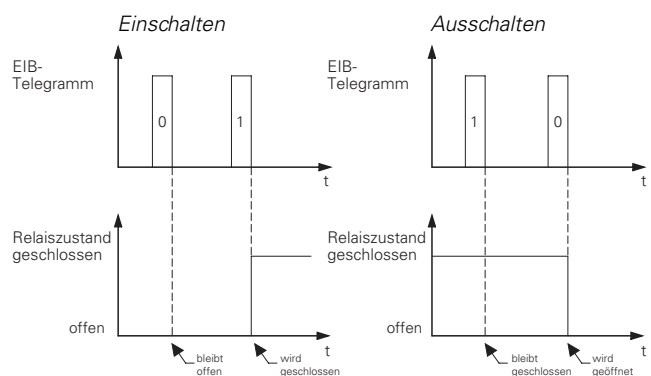 Einschalten
EIB-
Telegramm
0
1
t
Relaiszustand
geschlossen
offen
t
bleibt
offen
wird
geschlossen
Ausschalten
EIB-
Telegramm
1
0
t
Relaiszustand
geschlossen
offen
t
bleibt
geschlossen
wird
geöffnet